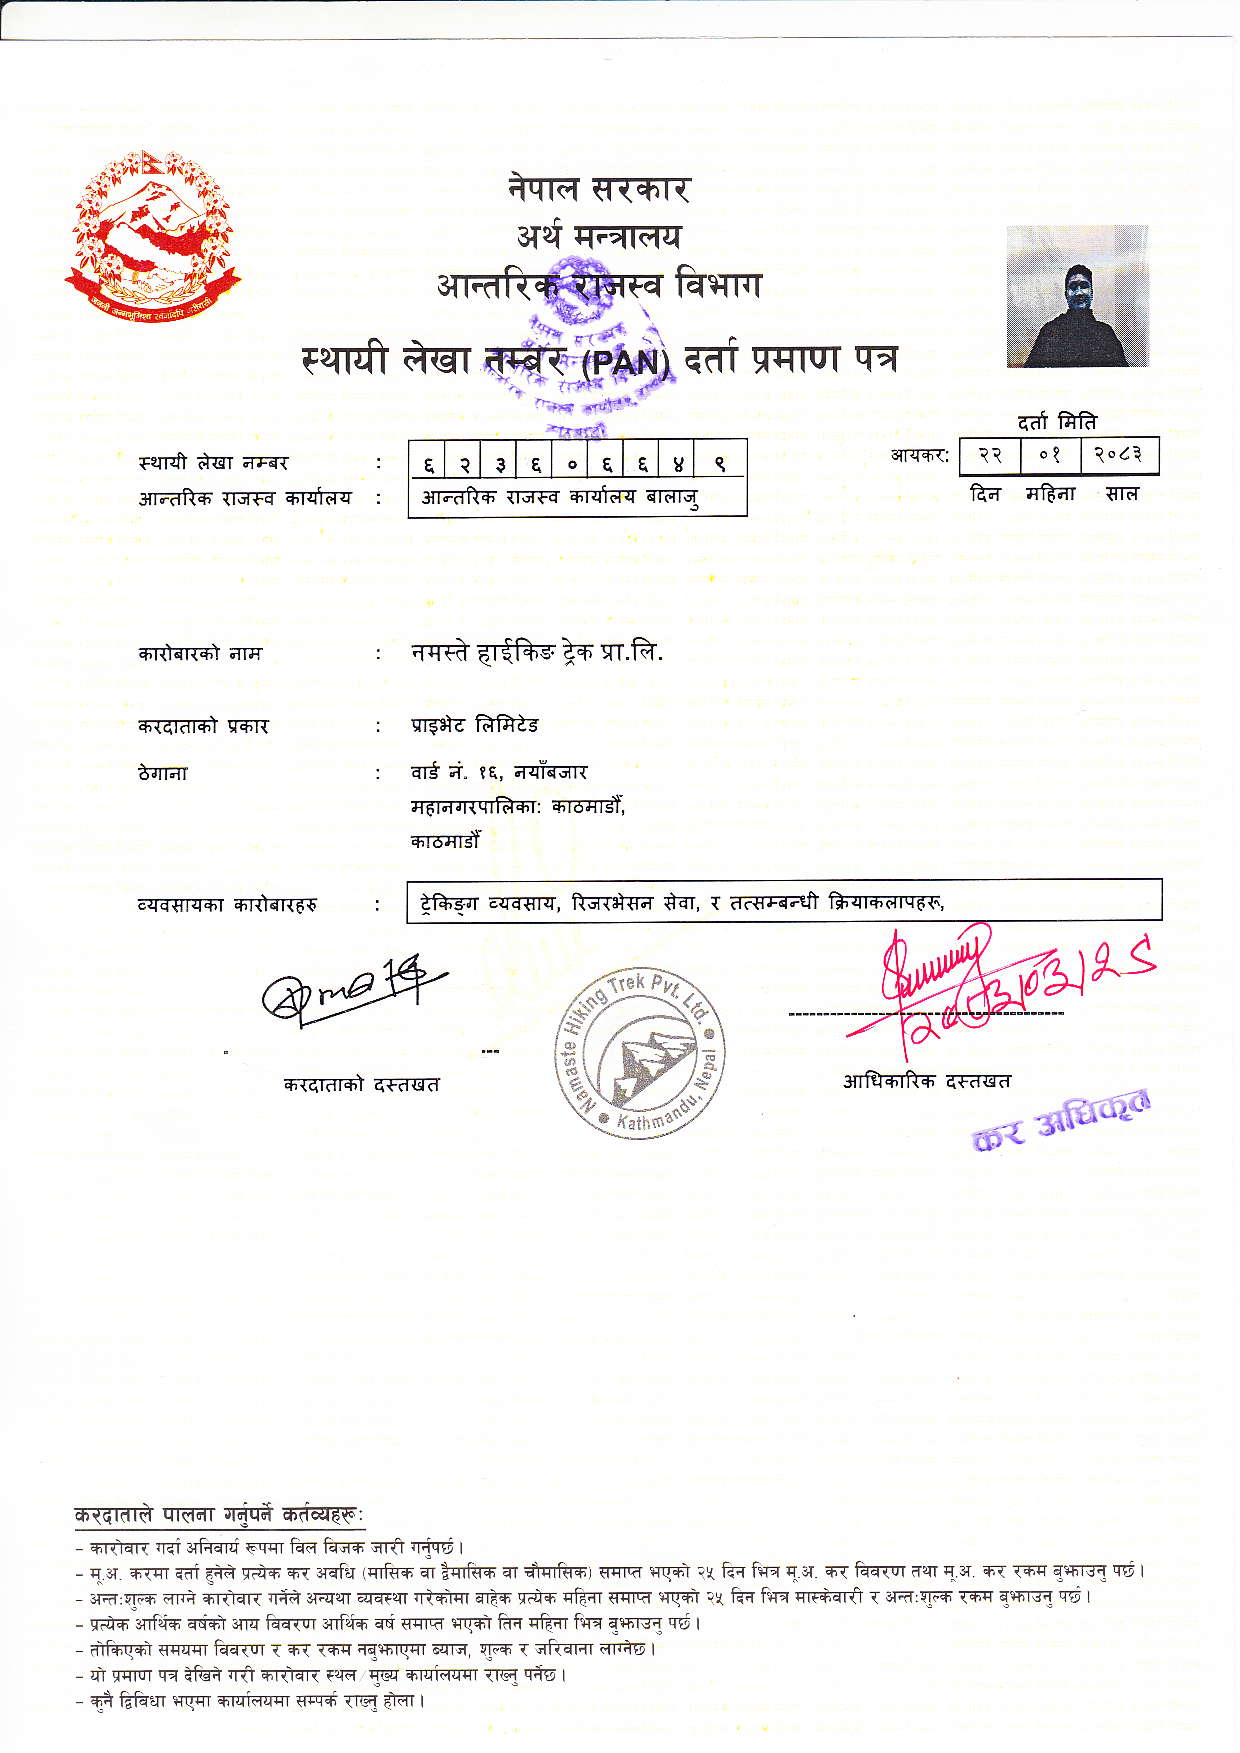 नेपाल सरकार
अर्थ मन्त्रालय
आन्तरिक राजस्व विभाग
स्थायी लेखा नम्बर (PAN) दर्ता प्रमाण पत्र
दर्ता मिति
स्थायी लेखा नम्बर : ६ २ ३ ६ ० ६ ६ ४ ९
आयकर: २२ ०१ २०८३
दिन महिना साल
आन्तरिक राजस्व कार्यालय : आन्तरिक राजस्व कार्यालय बालाजु
कारोबारको नाम : नमस्ते हाईकिङ ट्रेक प्रा.लि.
करदाताको प्रकार : प्राइभेट लिमिटेड
ठेगाना : वार्ड नं. १६, नयाँबजार
महानगरपालिका: काठमाडौं,
काठमाडौँ
व्यवसायका कारोबारहरु : ट्रेकिङ्ग व्यवसाय, रिजरभेसन सेवा, र तत्सम्बन्धी क्रियाकलापहरू,
Namaste Hiking Trek Pvt. Ltd.
Kathmandu, Nepal
करदाताको दस्तखत
आधिकारिक दस्तखत
कर अधिकृत
करदाताले पालना गर्नुपर्ने कर्तव्यहरू:
- कारोबार गर्दा अनिवार्य रूपमा विल विजक जारी गर्नुपर्छ।
- मू.अ. करमा दर्ता हुनेले प्रत्येक कर अवधि (मासिक वा द्वैमासिक वा चौमासिक) समाप्त भएको २५ दिन भित्र मू.अ. कर विवरण तथा मू.अ. कर रकम बुझाउनु पर्छ।
- अन्तःशुल्क लाग्ने कारोवार गर्नेले अन्यथा व्यवस्था गरेकोमा बाहेक प्रत्येक महिना समाप्त भएको २५ दिन भित्र मास्केवारी र अन्तःशुल्क रकम बुझाउनु पर्छ।
- प्रत्येक आर्थिक वर्षको आय विवरण आर्थिक वर्ष समाप्त भएको तिन महिना भित्र बुझाउनु पर्छ।
- तोकिएको समयमा विवरण र कर रकम नबुझाएमा ब्याज, शुल्क र जरिवाना लाग्नेछ।
- यो प्रमाण पत्र देखिने गरी कारोवार स्थल/मुख्य कार्यालयमा राख्नु पर्नेछ।
- कुनै द्विविधा भएमा कार्यालयमा सम्पर्क राख्नु होला।